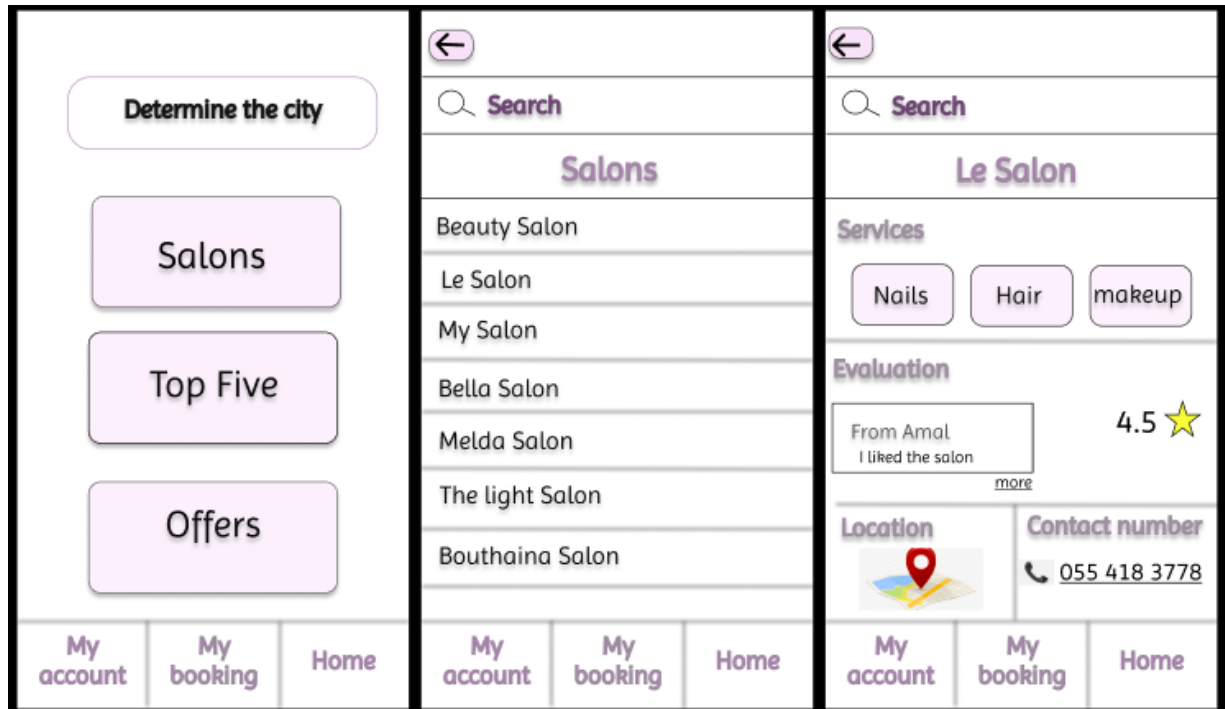 Determine the city
Salons
Top Five
Offers
My account
My booking
Home
Search
Salons
Beauty Salon
Le Salon
My Salon
Bella Salon
Melda Salon
The light Salon
Bouthaina Salon
My account
My booking
Home
Search
Le Salon
Services
Nails
Hair
makeup
Evaluation
From Amal
I liked the salon
more
4.5
Location
Contact number
055 418 3778
My account
My booking
Home